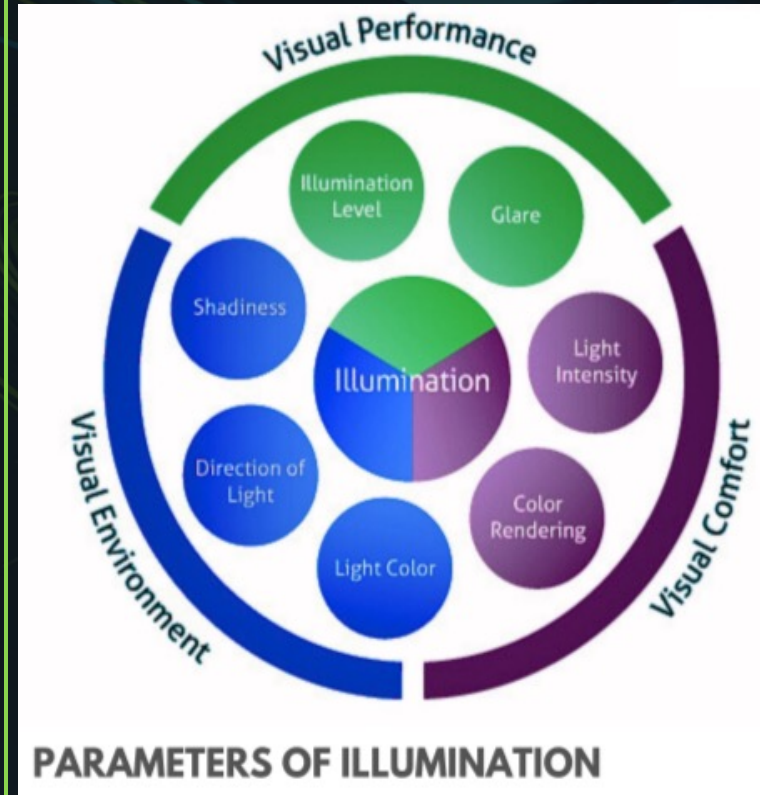 Visual Performance
Illumination
Level
Glare
Shadiness
Light
Intensity
Illumination
Direction of
Light
Color
Rendering
Light Color
Visual Environment
Visual Comfort
PARAMETERS OF ILLUMINATION